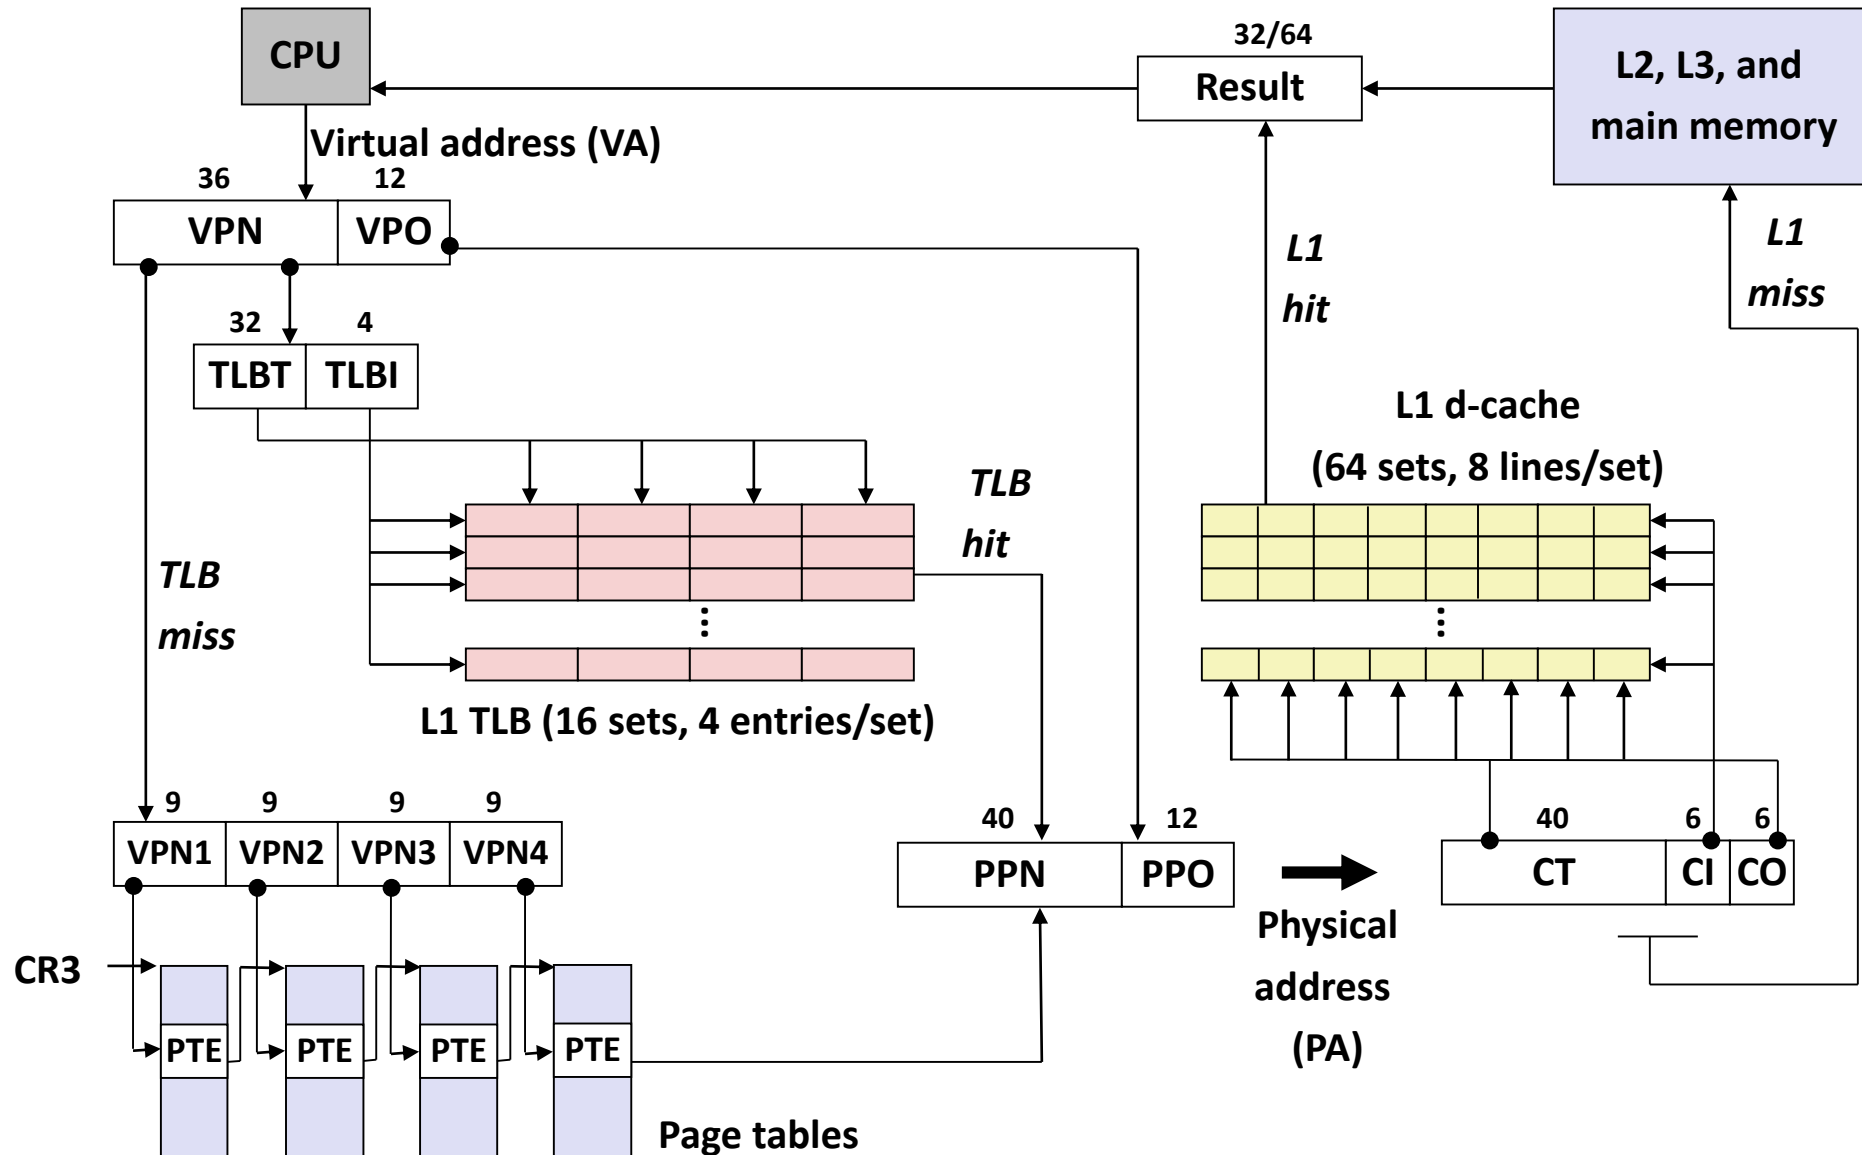 CPU
32/64
Result
L2, L3, and
main memory
Virtual address (VA)
36
12
VPN
VPO
L1
hit
L1
miss
32
4
TLBT
TLBI
L1 d-cache
(64 sets, 8 lines/set)
TLB
hit
...
...
TLB
miss
L1 TLB (16 sets, 4 entries/set)
9
9
9
9
VPN1
VPN2
VPN3
VPN4
40
12
PPN
PPO
40
6
6
CT
CI
CO
Physical
address
(PA)
CR3
PTE
PTE
PTE
PTE
Page tables